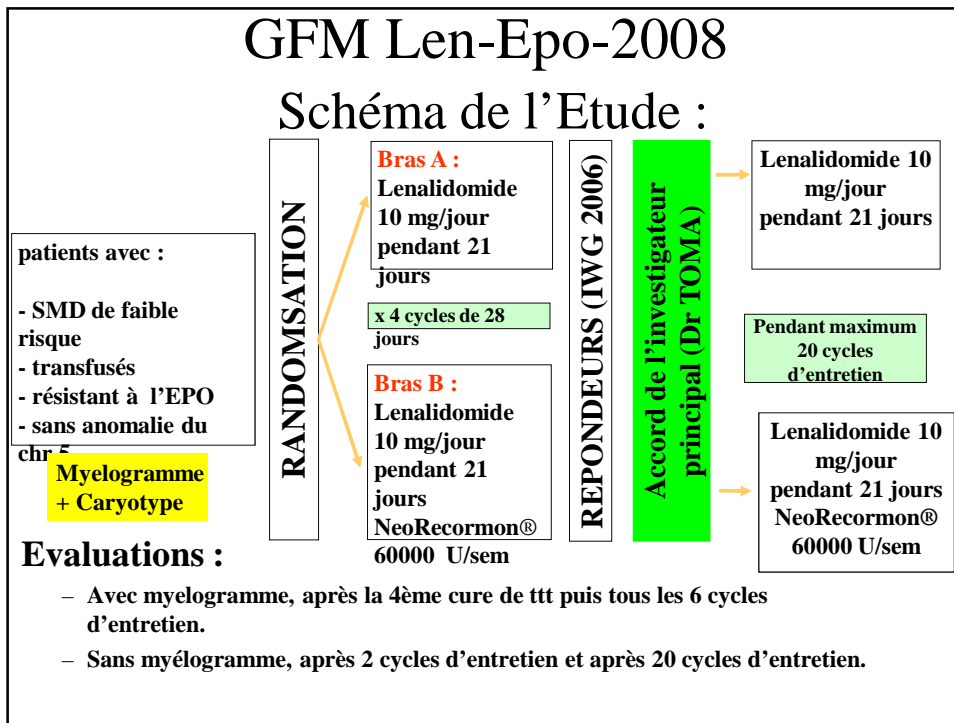 GFM Len-Epo-2008
Schéma de l’Etude :
patients avec :
- SMD de faible
risque
- transfusés
- résistant à l’EPO
- sans anomalie du
chr 5
Myelogramme
+ Caryotype
RANDOMSATION
Bras A :
Lenalidomide
10 mg/jour
pendant 21
jours
x 4 cycles de 28
jours
Bras B :
Lenalidomide
10 mg/jour
pendant 21
jours
NeoRecormon®
60000 U/sem
REPONDEURS (IWG 2006)
Accord de l’investigateur
principal (Dr TOMA)
Lenalidomide 10
mg/jour
pendant 21 jours
Pendant maximum
20 cycles
d’entretien
Lenalidomide 10
mg/jour
pendant 21 jours
NeoRecormon®
60000 U/sem
Evaluations :
– Avec myelogramme, après la 4ème cure de ttt puis tous les 6 cycles
d’entretien.
– Sans myélogramme, après 2 cycles d’entretien et après 20 cycles d’entretien.